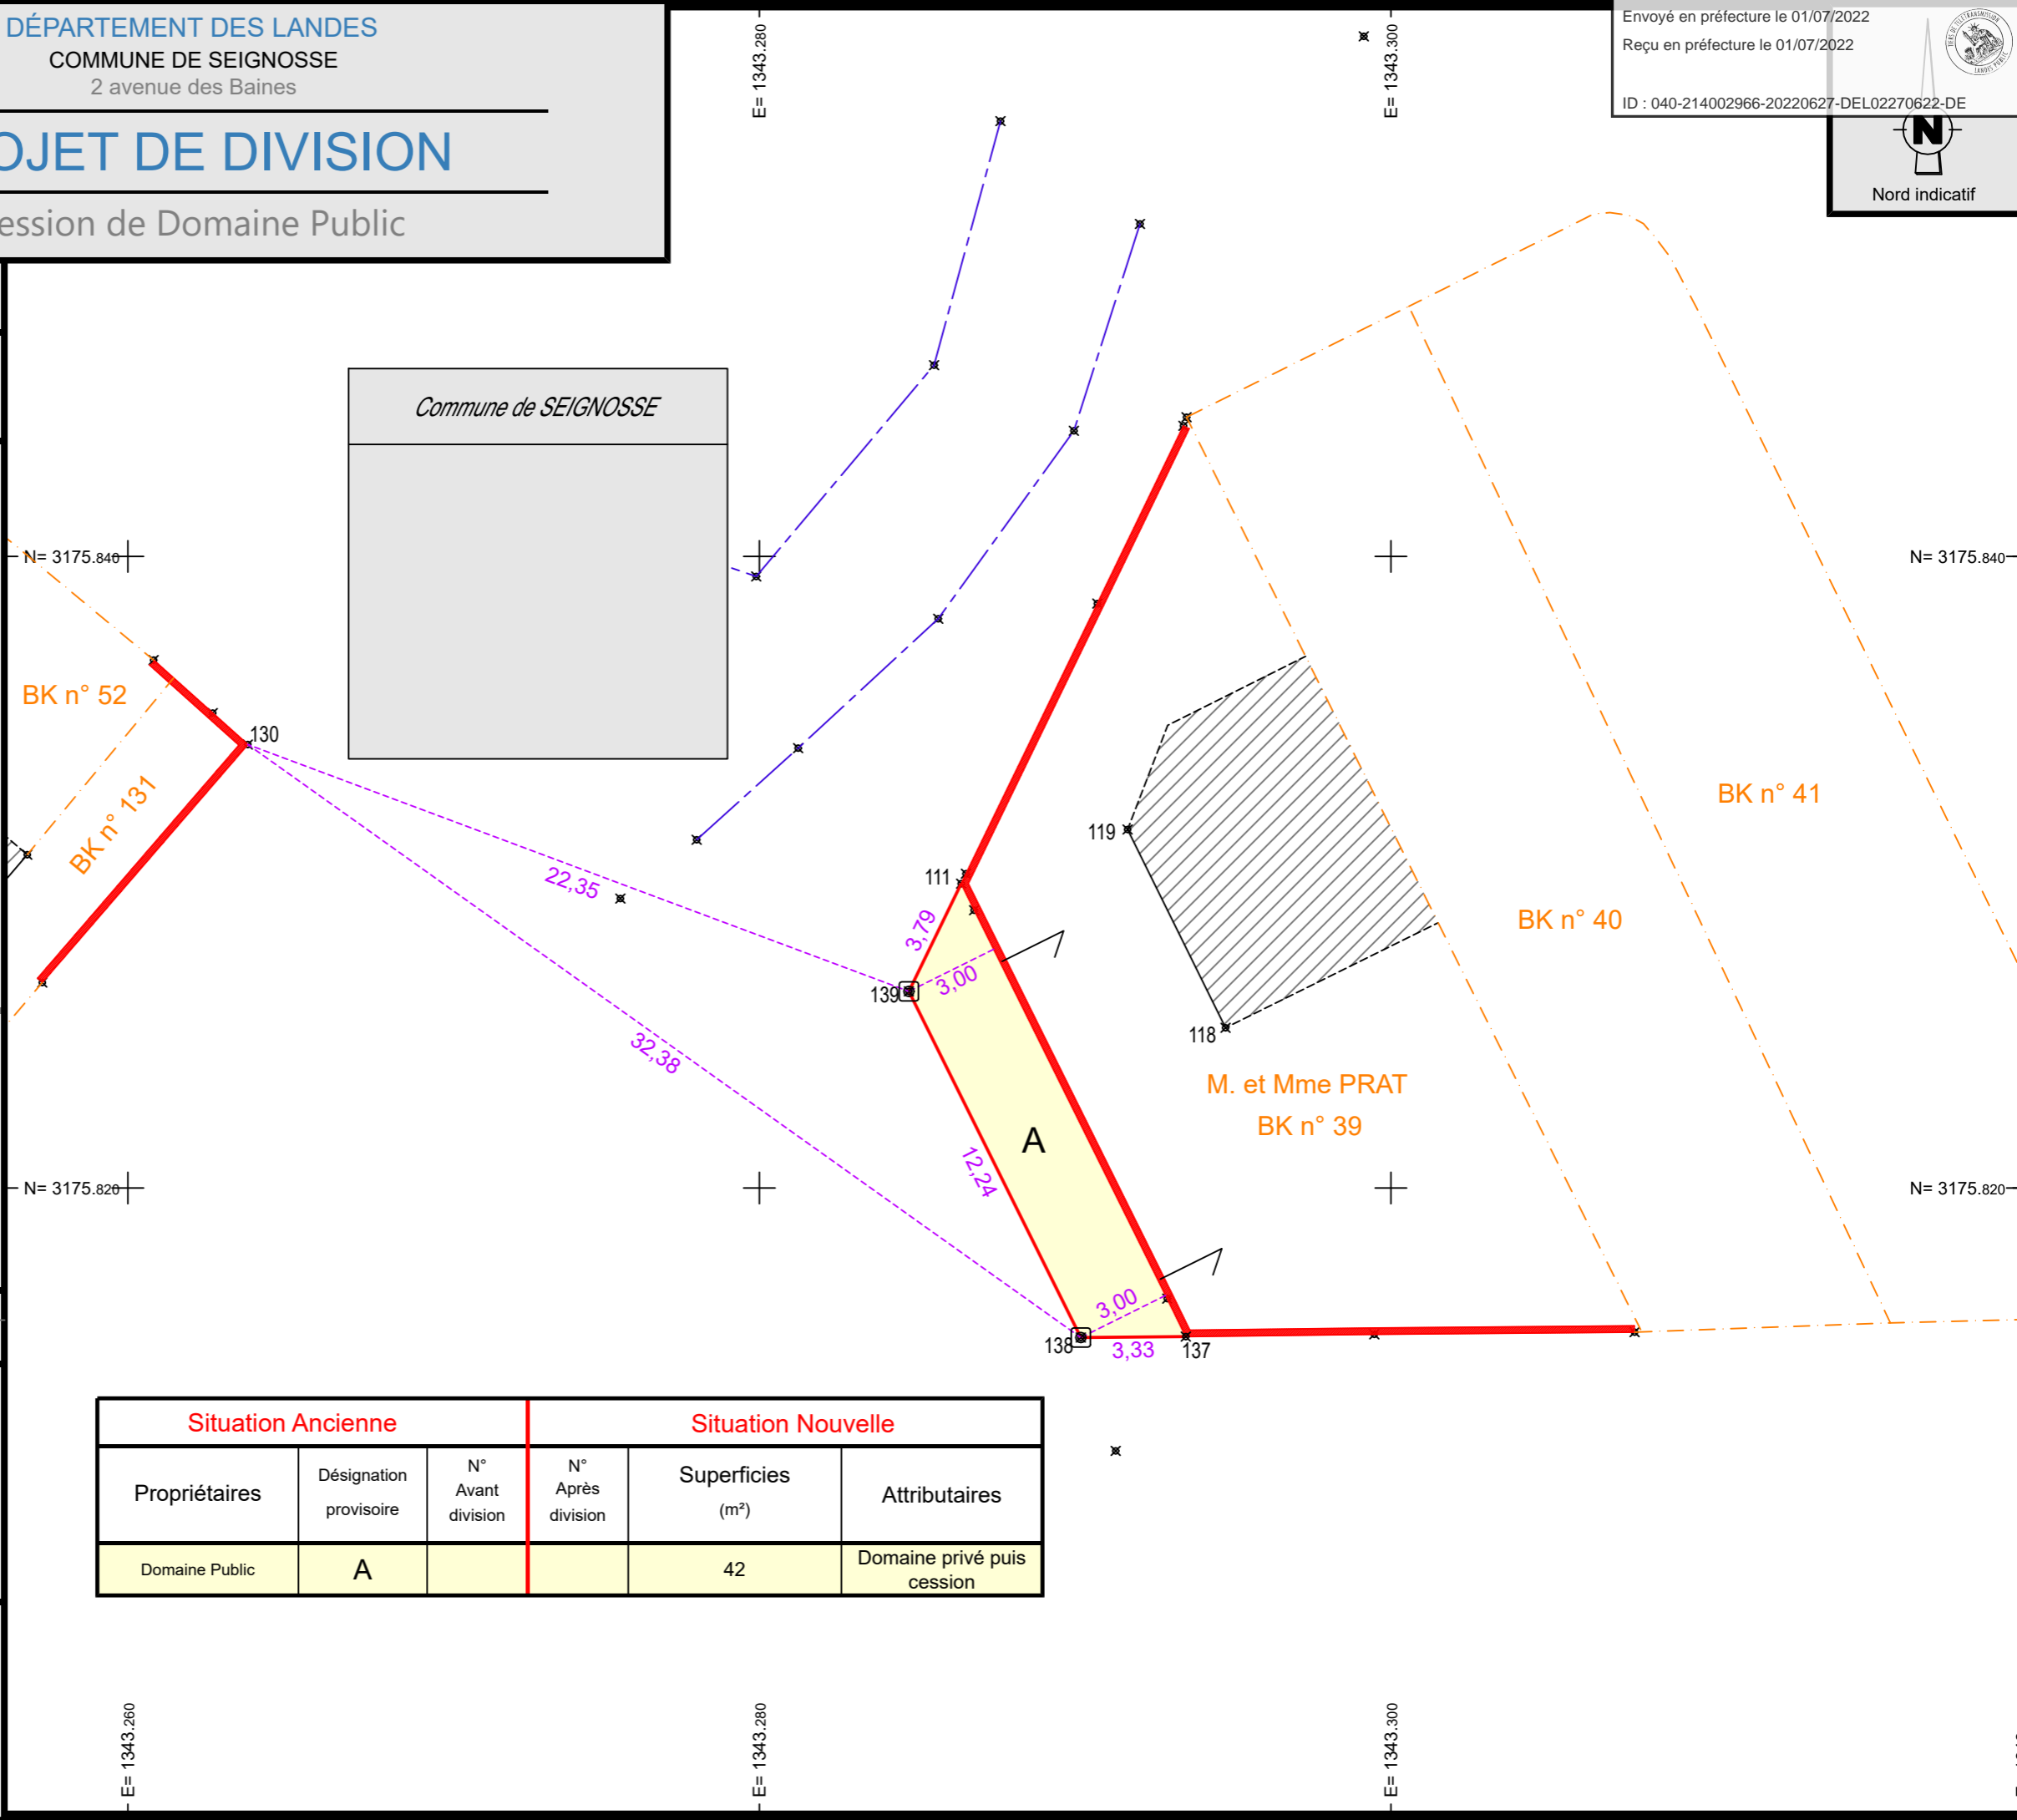 DÉPARTEMENT DES LANDES
COMMUNE DE SEIGNOSSE
2 avenue des Baines
OJET DE DIVISION
ession de Domaine Public
Envoyé en préfecture le 01/07/2022
Reçu en préfecture le 01/07/2022
ID : 040-214002966-20220627-DEL02270622-DE
N
Nord indicatif
E= 1343.280
E= 1343.300
Commune de SEIGNOSSE
N= 3175.840
N= 3175.840
BK n° 52
130
BK n° 131
BK n° 41
119
22,35
111
3,79
BK n° 40
3,00
139
118
32,38
M. et Mme PRAT
BK n° 39
A
12,24
N= 3175.820
N= 3175.820
3,00
138
3,33
137
Situation Ancienne
Situation Nouvelle
Propriétaires
Désignation
provisoire
N°
Avant
division
N°
Après
division
Superficies
(m²)
Attributaires
Domaine Public
A
42
Domaine privé puis
cession
E= 1343.260
E= 1343.280
E= 1343.300